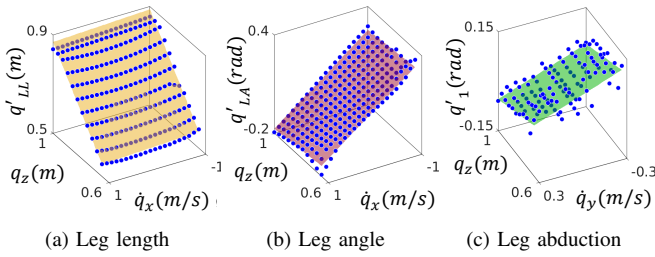 0.9
q′_LL(m)
0.5
1
q_z(m)
0.6
1
q̇_x(m/s)
-1
(a) Leg length
0.4
q′_LA(rad)
-0.2
1
q_z(m)
0.6
1
q̇_x(m/s)
-1
(b) Leg angle
0.15
q′_1(rad)
-0.15
1
q_z(m)
0.6
0.3
q̇_y(m/s)
-0.3
(c) Leg abduction